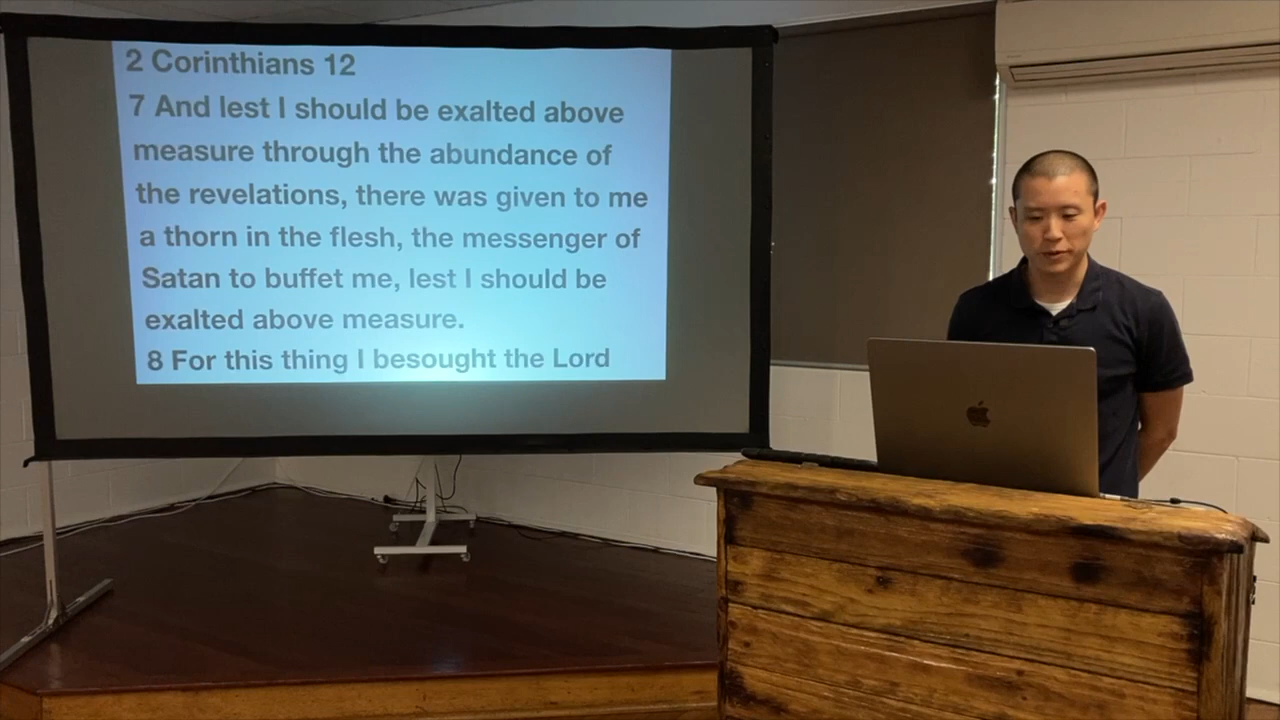 2 Corinthians 12
7 And lest I should be exalted above
measure through the abundance of
the revelations, there was given to me
a thorn in the flesh, the messenger of
Satan to buffet me, lest I should be
exalted above measure.
8 For this thing I besought the Lord